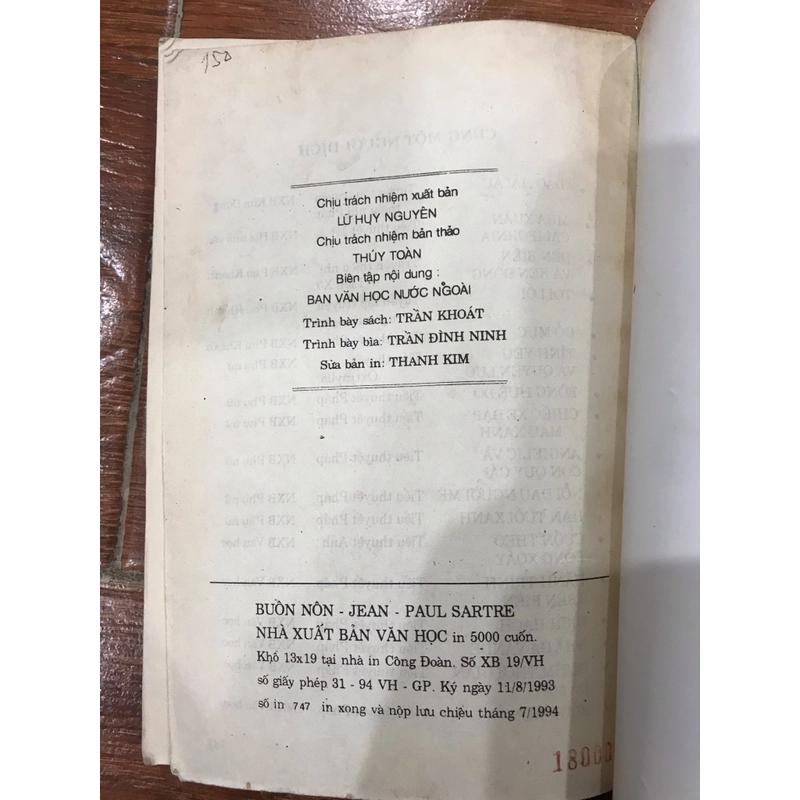 150
Chịu trách nhiệm xuất bản
LỮ HUY NGUYÊN
Chịu trách nhiệm bản thảo
THÚY TOÀN
Biên tập nội dung :
BAN VĂN HỌC NƯỚC NGOÀI
Trình bày sách: TRẦN KHOÁT
Trình bày bìa: TRẦN ĐÌNH NINH
Sửa bản in: THANH KIM
BUỒN NÔN - JEAN - PAUL SARTRE
NHÀ XUẤT BẢN VĂN HỌC in 5000 cuốn.
Khổ 13x19 tại nhà in Công Đoàn. Số XB 19/VH
số giấy phép 31 - 94 VH - GP. Ký ngày 11/8/1993
số in 747 in xong và nộp lưu chiểu tháng 7/1994
18000